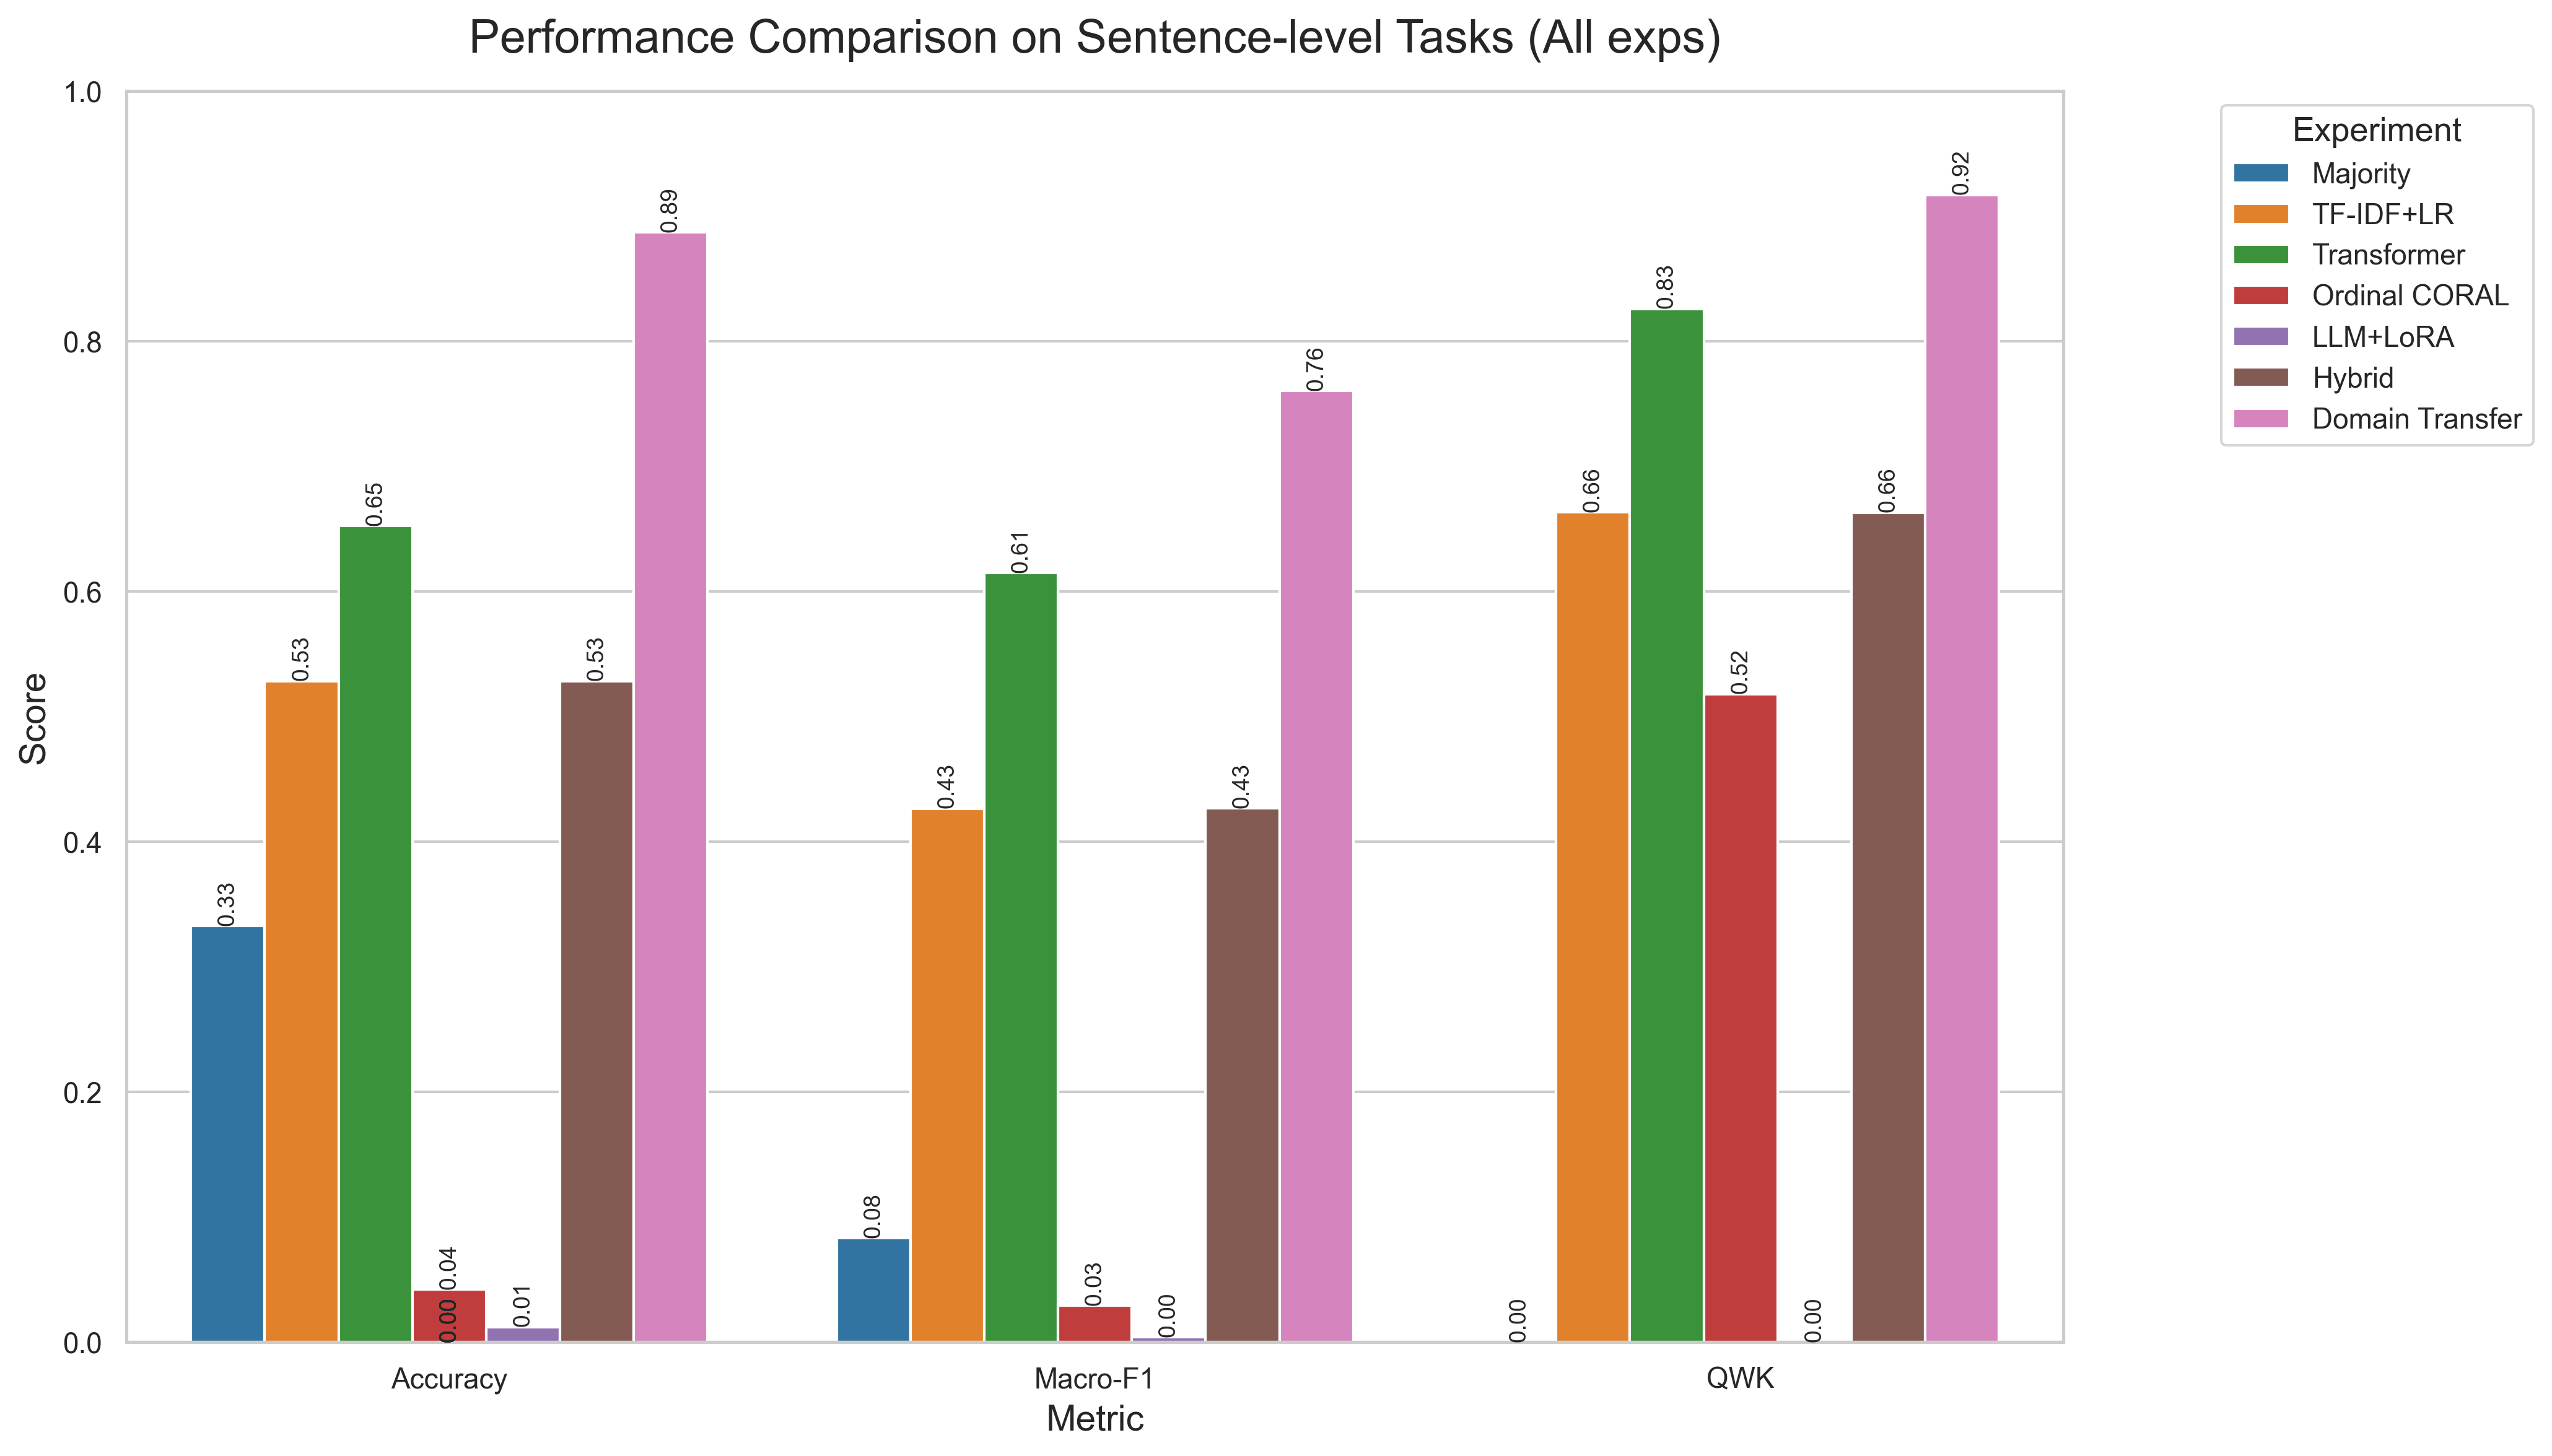 Performance Comparison on Sentence-level Tasks (All exps)
Score
1.0
0.8
0.6
0.4
0.2
0.0
0.33
0.53
0.65
0.04
0.00
0.01
0.53
0.89
0.08
0.43
0.61
0.03
0.00
0.43
0.76
0.00
0.66
0.83
0.52
0.00
0.66
0.92
Accuracy
Macro-F1
QWK
Metric
Experiment
Majority
TF-IDF+LR
Transformer
Ordinal CORAL
LLM+LoRA
Hybrid
Domain Transfer